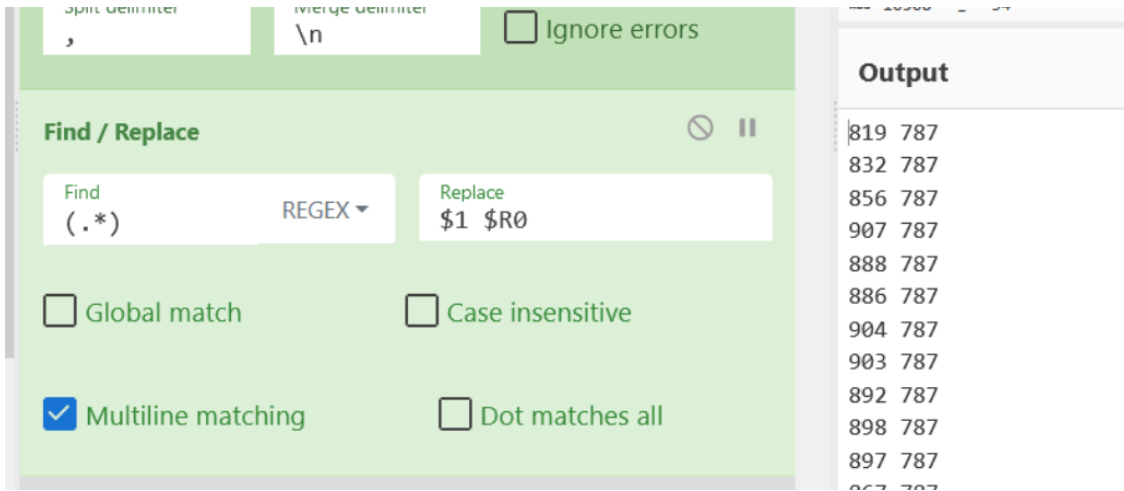 Split delimiter
,
Merge delimiter
\n
Ignore errors
Find / Replace
Find
(.*)
REGEX
Replace
$1 $R0
Global match
Case insensitive
Multiline matching
Dot matches all
Output
819 787
832 787
856 787
907 787
888 787
886 787
904 787
903 787
892 787
898 787
897 787
867 787